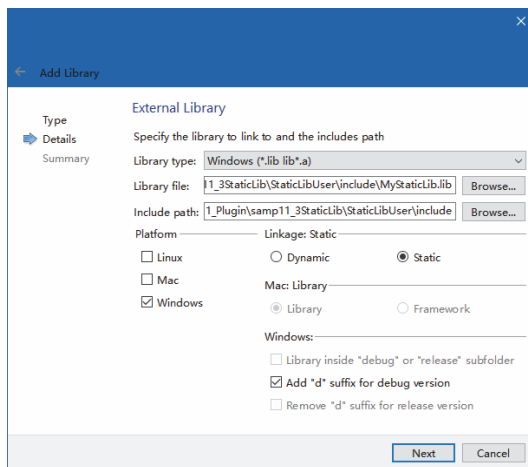 Add Library
Type
Details
Summary
External Library
Specify the library to link to and the includes path
Library type: Windows (*.lib lib*.a)
Library file: l1_3StaticLib\StaticLibUser\include\MyStaticLib.lib Browse...
Include path: 1_Plugin\samp11_3StaticLib\StaticLibUser\include Browse...
Platform Linkage: Static
Linux Dynamic Static
Mac Mac: Library
Windows Library Framework
Windows:
Library inside "debug" or "release" subfolder
Add "d" suffix for debug version
Remove "d" suffix for release version
Next Cancel